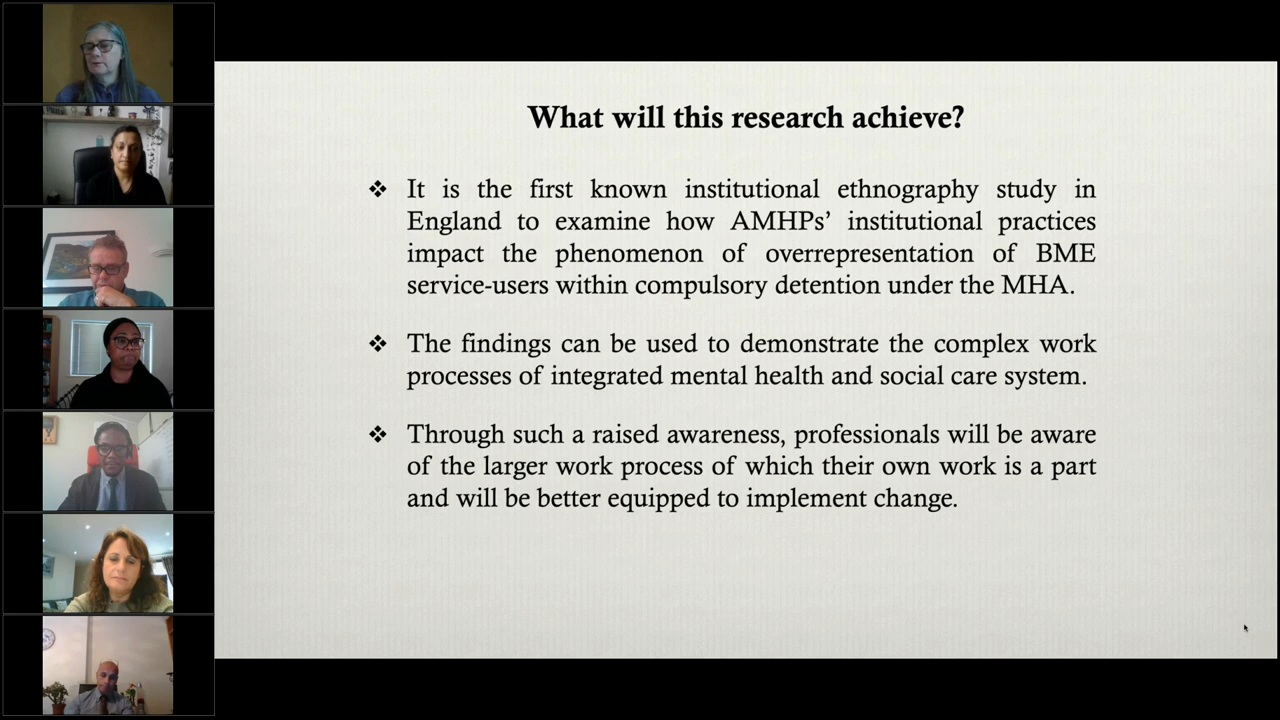 What will this research achieve?
❖ It is the first known institutional ethnography study in
England to examine how AMHPs’ institutional practices
impact the phenomenon of overrepresentation of BME
service-users within compulsory detention under the MHA.
❖ The findings can be used to demonstrate the complex work
processes of integrated mental health and social care system.
❖ Through such a raised awareness, professionals will be aware
of the larger work process of which their own work is a part
and will be better equipped to implement change.